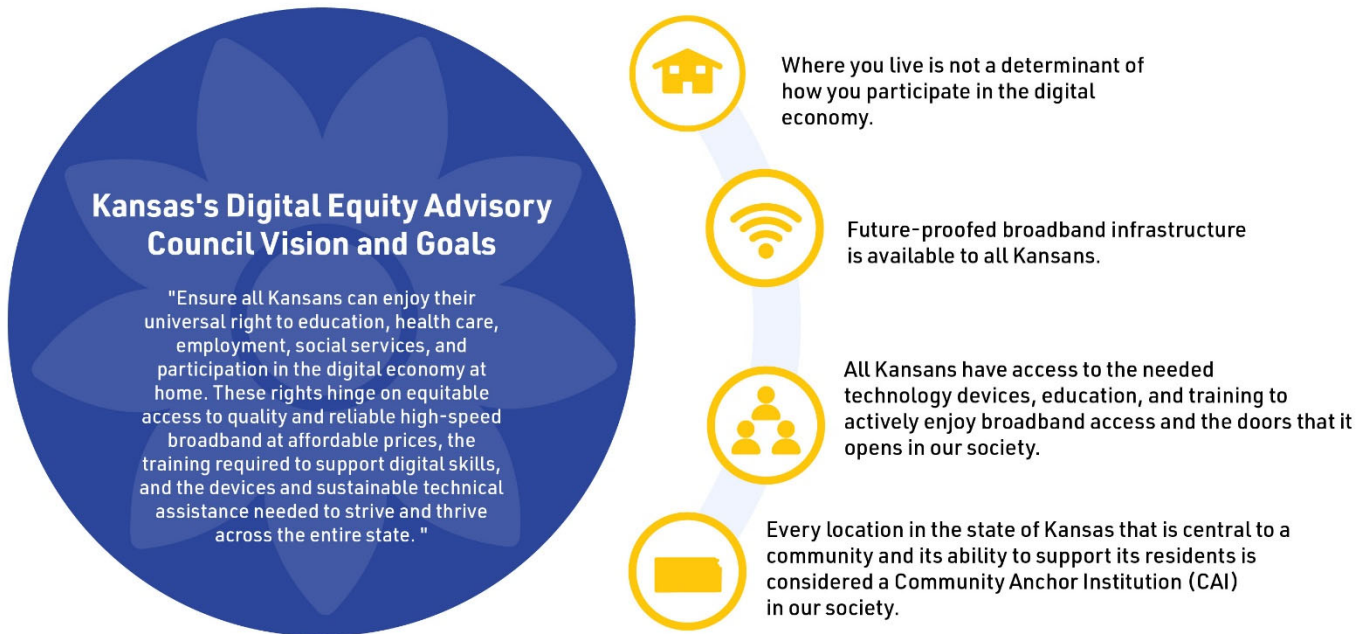 Kansas's Digital Equity Advisory
Council Vision and Goals
"Ensure all Kansans can enjoy their
universal right to education, health care,
employment, social services, and
participation in the digital economy at
home. These rights hinge on equitable
access to quality and reliable high-speed
broadband at affordable prices, the
training required to support digital skills,
and the devices and sustainable technical
assistance needed to strive and thrive
across the entire state. "
Where you live is not a determinant of
how you participate in the digital
economy.
Future-proofed broadband infrastructure
is available to all Kansans.
All Kansans have access to the needed
technology devices, education, and training to
actively enjoy broadband access and the doors that it
opens in our society.
Every location in the state of Kansas that is central to a
community and its ability to support its residents is
considered a Community Anchor Institution (CAI)
in our society.